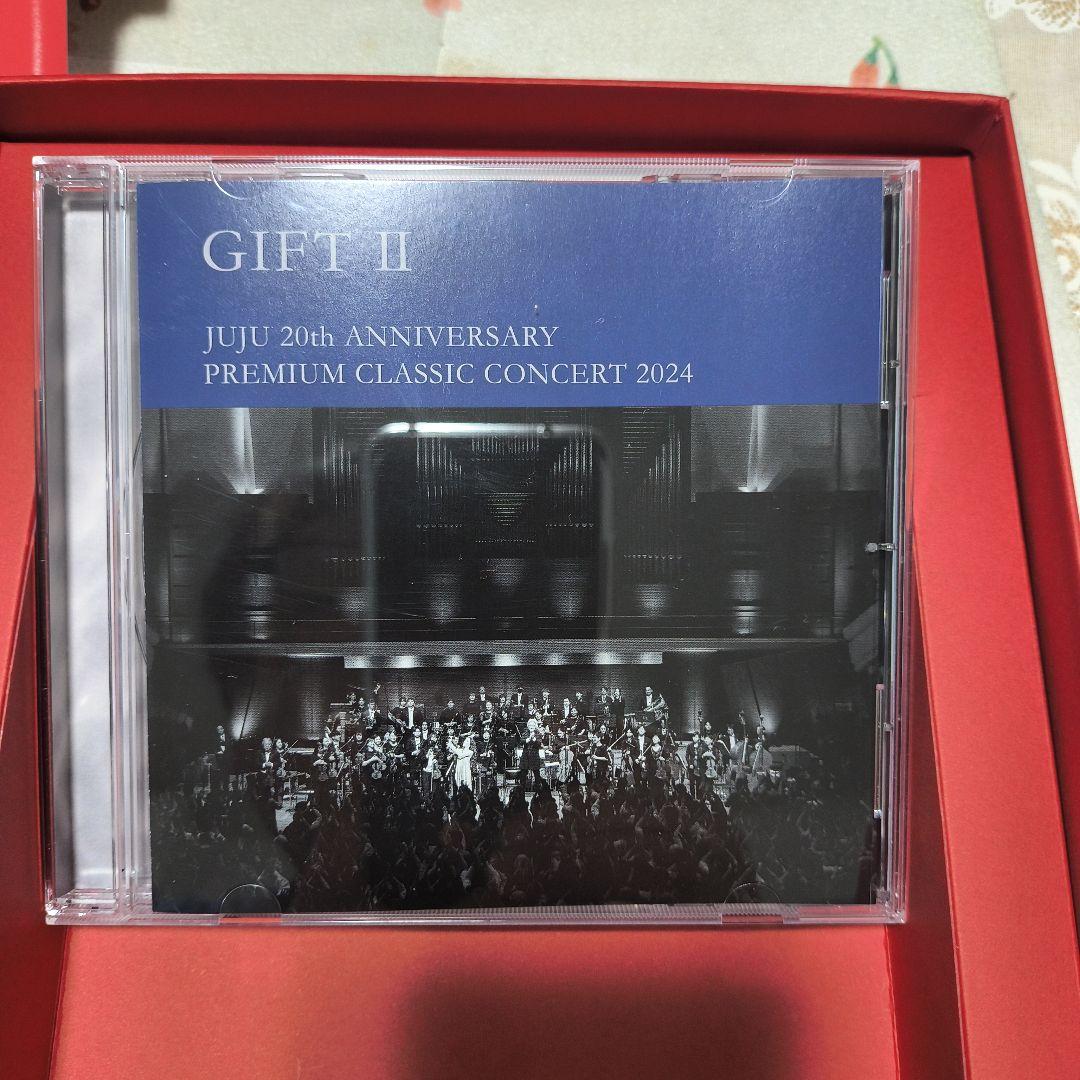 GIFT II
JUJU 20th ANNIVERSARY
PREMIUM CLASSIC CONCERT 2024